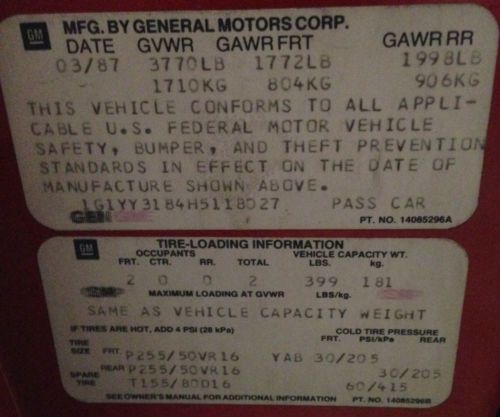 GM MFG. BY GENERAL MOTORS CORP.
DATE GVWR GAWR FRT GAWR RR
03/87 3770LB 1772LB 1998LB
1710KG 804KG 906KG
THIS VEHICLE CONFORMS TO ALL APPLI-
CABLE U.S. FEDERAL MOTOR VEHICLE
SAFETY, BUMPER, AND THEFT PREVENTION
STANDARDS IN EFFECT ON THE DATE OF
MANUFACTURE SHOWN ABOVE.
1G1YY3184H5118027 PASS CAR
GEN GM PT. NO. 14085296A
GM TIRE-LOADING INFORMATION
OCCUPANTS VEHICLE CAPACITY WT.
FRT. CTR. RR. TOTAL LBS. kg.
2 0 0 2 399 181
MAXIMUM LOADING AT GVWR LBS/kg.
SAME AS VEHICLE CAPACITY WEIGHT
IF TIRES ARE HOT, ADD 4 PSI (28 kPa) COLD TIRE PRESSURE
FRT. PSI/kPa REAR
TIRE SIZE FRT. P255/50VR16 YAB 30/205
REAR P255/50VR16 30/205
SPARE TIRE T155/80D16 60/415
SEE OWNER'S MANUAL FOR ADDITIONAL INFORMATION PT. NO. 14085296B